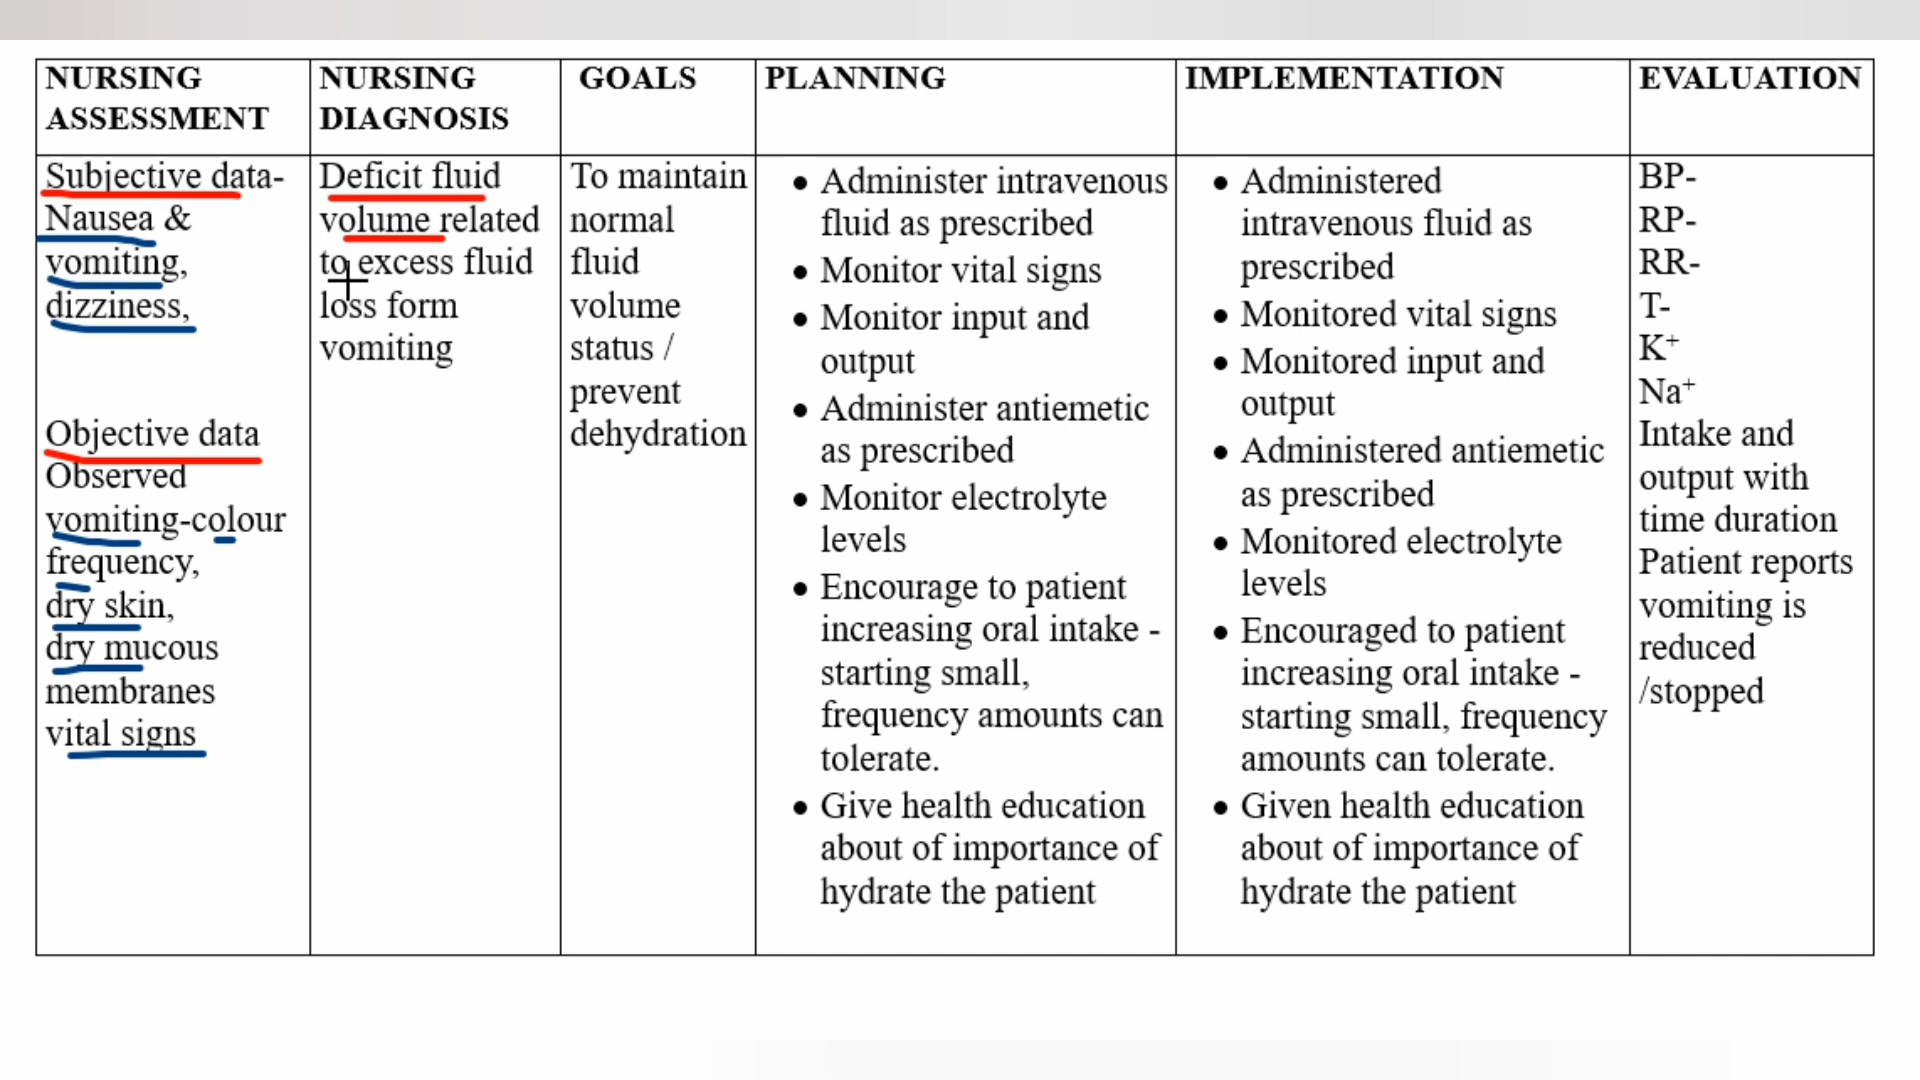 NURSING
ASSESSMENT
NURSING
DIAGNOSIS
GOALS
PLANNING
IMPLEMENTATION
EVALUATION
Subjective data-
Nausea &
vomiting,
dizziness,
Objective data
Observed
vomiting-colour
frequency,
dry skin,
dry mucous
membranes
vital signs
Deficit fluid
volume related
to excess fluid
loss form
vomiting
To maintain
normal
fluid
volume
status /
prevent
dehydration
• Administer intravenous
fluid as prescribed
• Monitor vital signs
• Monitor input and
output
• Administer antiemetic
as prescribed
• Monitor electrolyte
levels
• Encourage to patient
increasing oral intake -
starting small,
frequency amounts can
tolerate.
• Give health education
about of importance of
hydrate the patient
• Administered
intravenous fluid as
prescribed
• Monitored vital signs
• Monitored input and
output
• Administered antiemetic
as prescribed
• Monitored electrolyte
levels
• Encouraged to patient
increasing oral intake -
starting small, frequency
amounts can tolerate.
• Given health education
about of importance of
hydrate the patient
BP-
RP-
RR-
T-
K⁺
Na⁺
Intake and
output with
time duration
Patient reports
vomiting is
reduced
/stopped